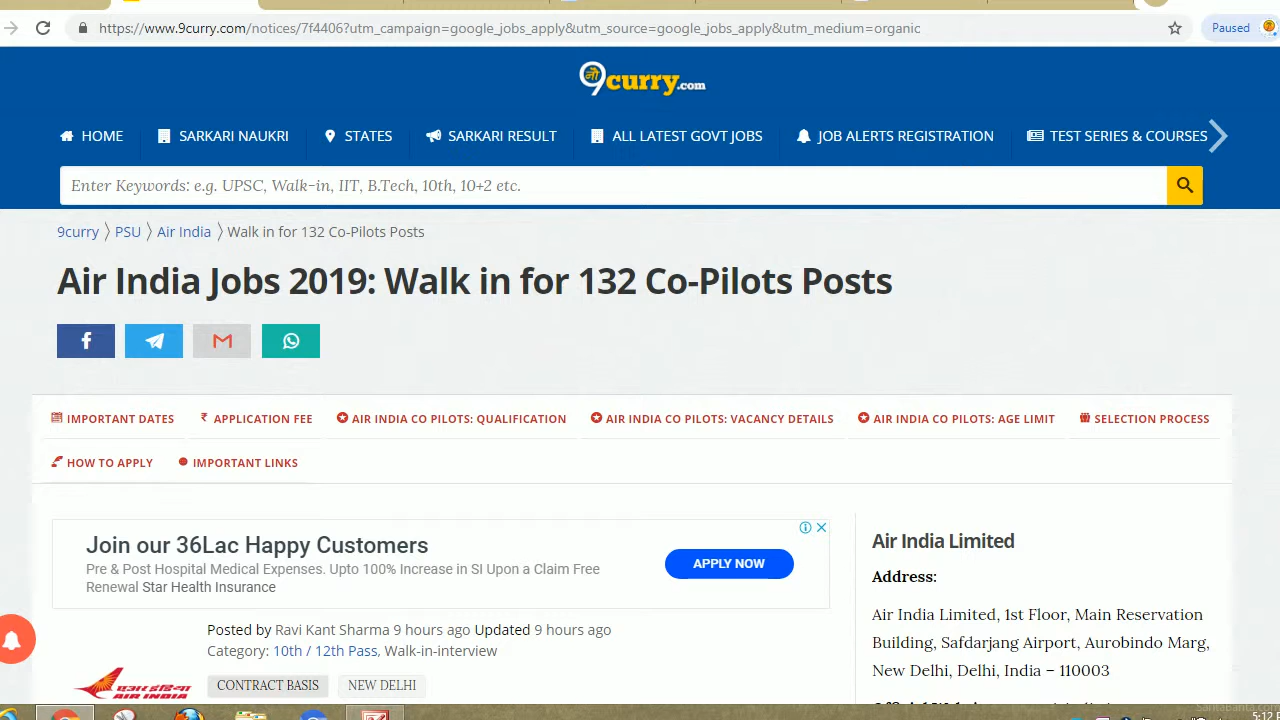 https://www.9curry.com/notices/7f4406?utm_campaign=google_jobs_apply&utm_source=google_jobs_apply&utm_medium=organic
Paused
9curry.com
HOME SARKARI NAUKRI STATES SARKARI RESULT ALL LATEST GOVT JOBS JOB ALERTS REGISTRATION TEST SERIES & COURSES
Enter Keywords: e.g. UPSC, Walk-in, IIT, B.Tech, 10th, 10+2 etc.
9curry 〉 PSU 〉 Air India 〉 Walk in for 132 Co-Pilots Posts
Air India Jobs 2019: Walk in for 132 Co-Pilots Posts
IMPORTANT DATES ₹ APPLICATION FEE AIR INDIA CO PILOTS: QUALIFICATION AIR INDIA CO PILOTS: VACANCY DETAILS AIR INDIA CO PILOTS: AGE LIMIT SELECTION PROCESS
HOW TO APPLY IMPORTANT LINKS
Join our 36Lac Happy Customers
Pre & Post Hospital Medical Expenses. Upto 100% Increase in SI Upon a Claim Free
Renewal Star Health Insurance
APPLY NOW
Air India Limited
Address:
Air India Limited, 1st Floor, Main Reservation
Building, Safdarjang Airport, Aurobindo Marg,
New Delhi, Delhi, India – 110003
Posted by Ravi Kant Sharma 9 hours ago Updated 9 hours ago
Category: 10th / 12th Pass, Walk-in-interview
CONTRACT BASIS NEW DELHI
एअर इंडिया
AIR INDIA
5:12